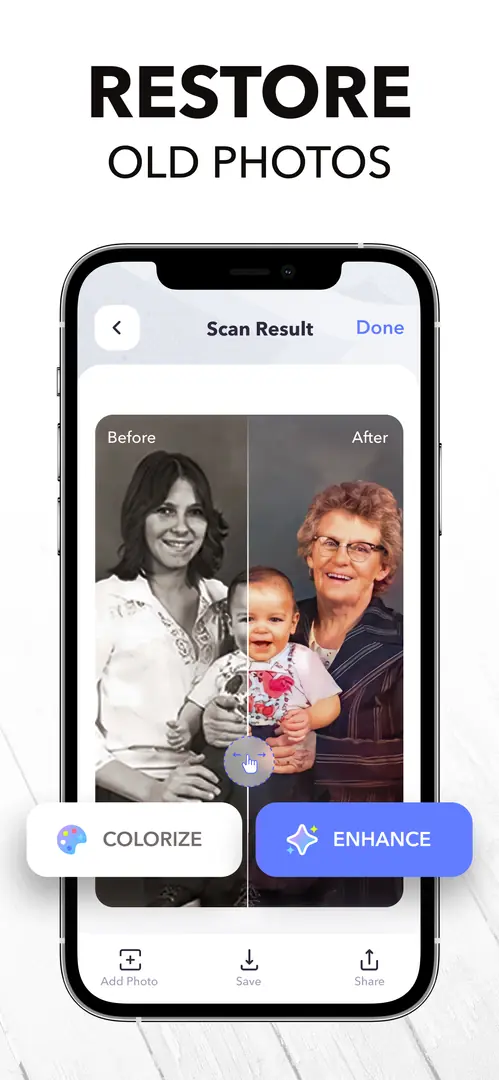 RESTORE
OLD PHOTOS
Scan Result
Done
Before
After
COLORIZE
ENHANCE
Add Photo
Save
Share